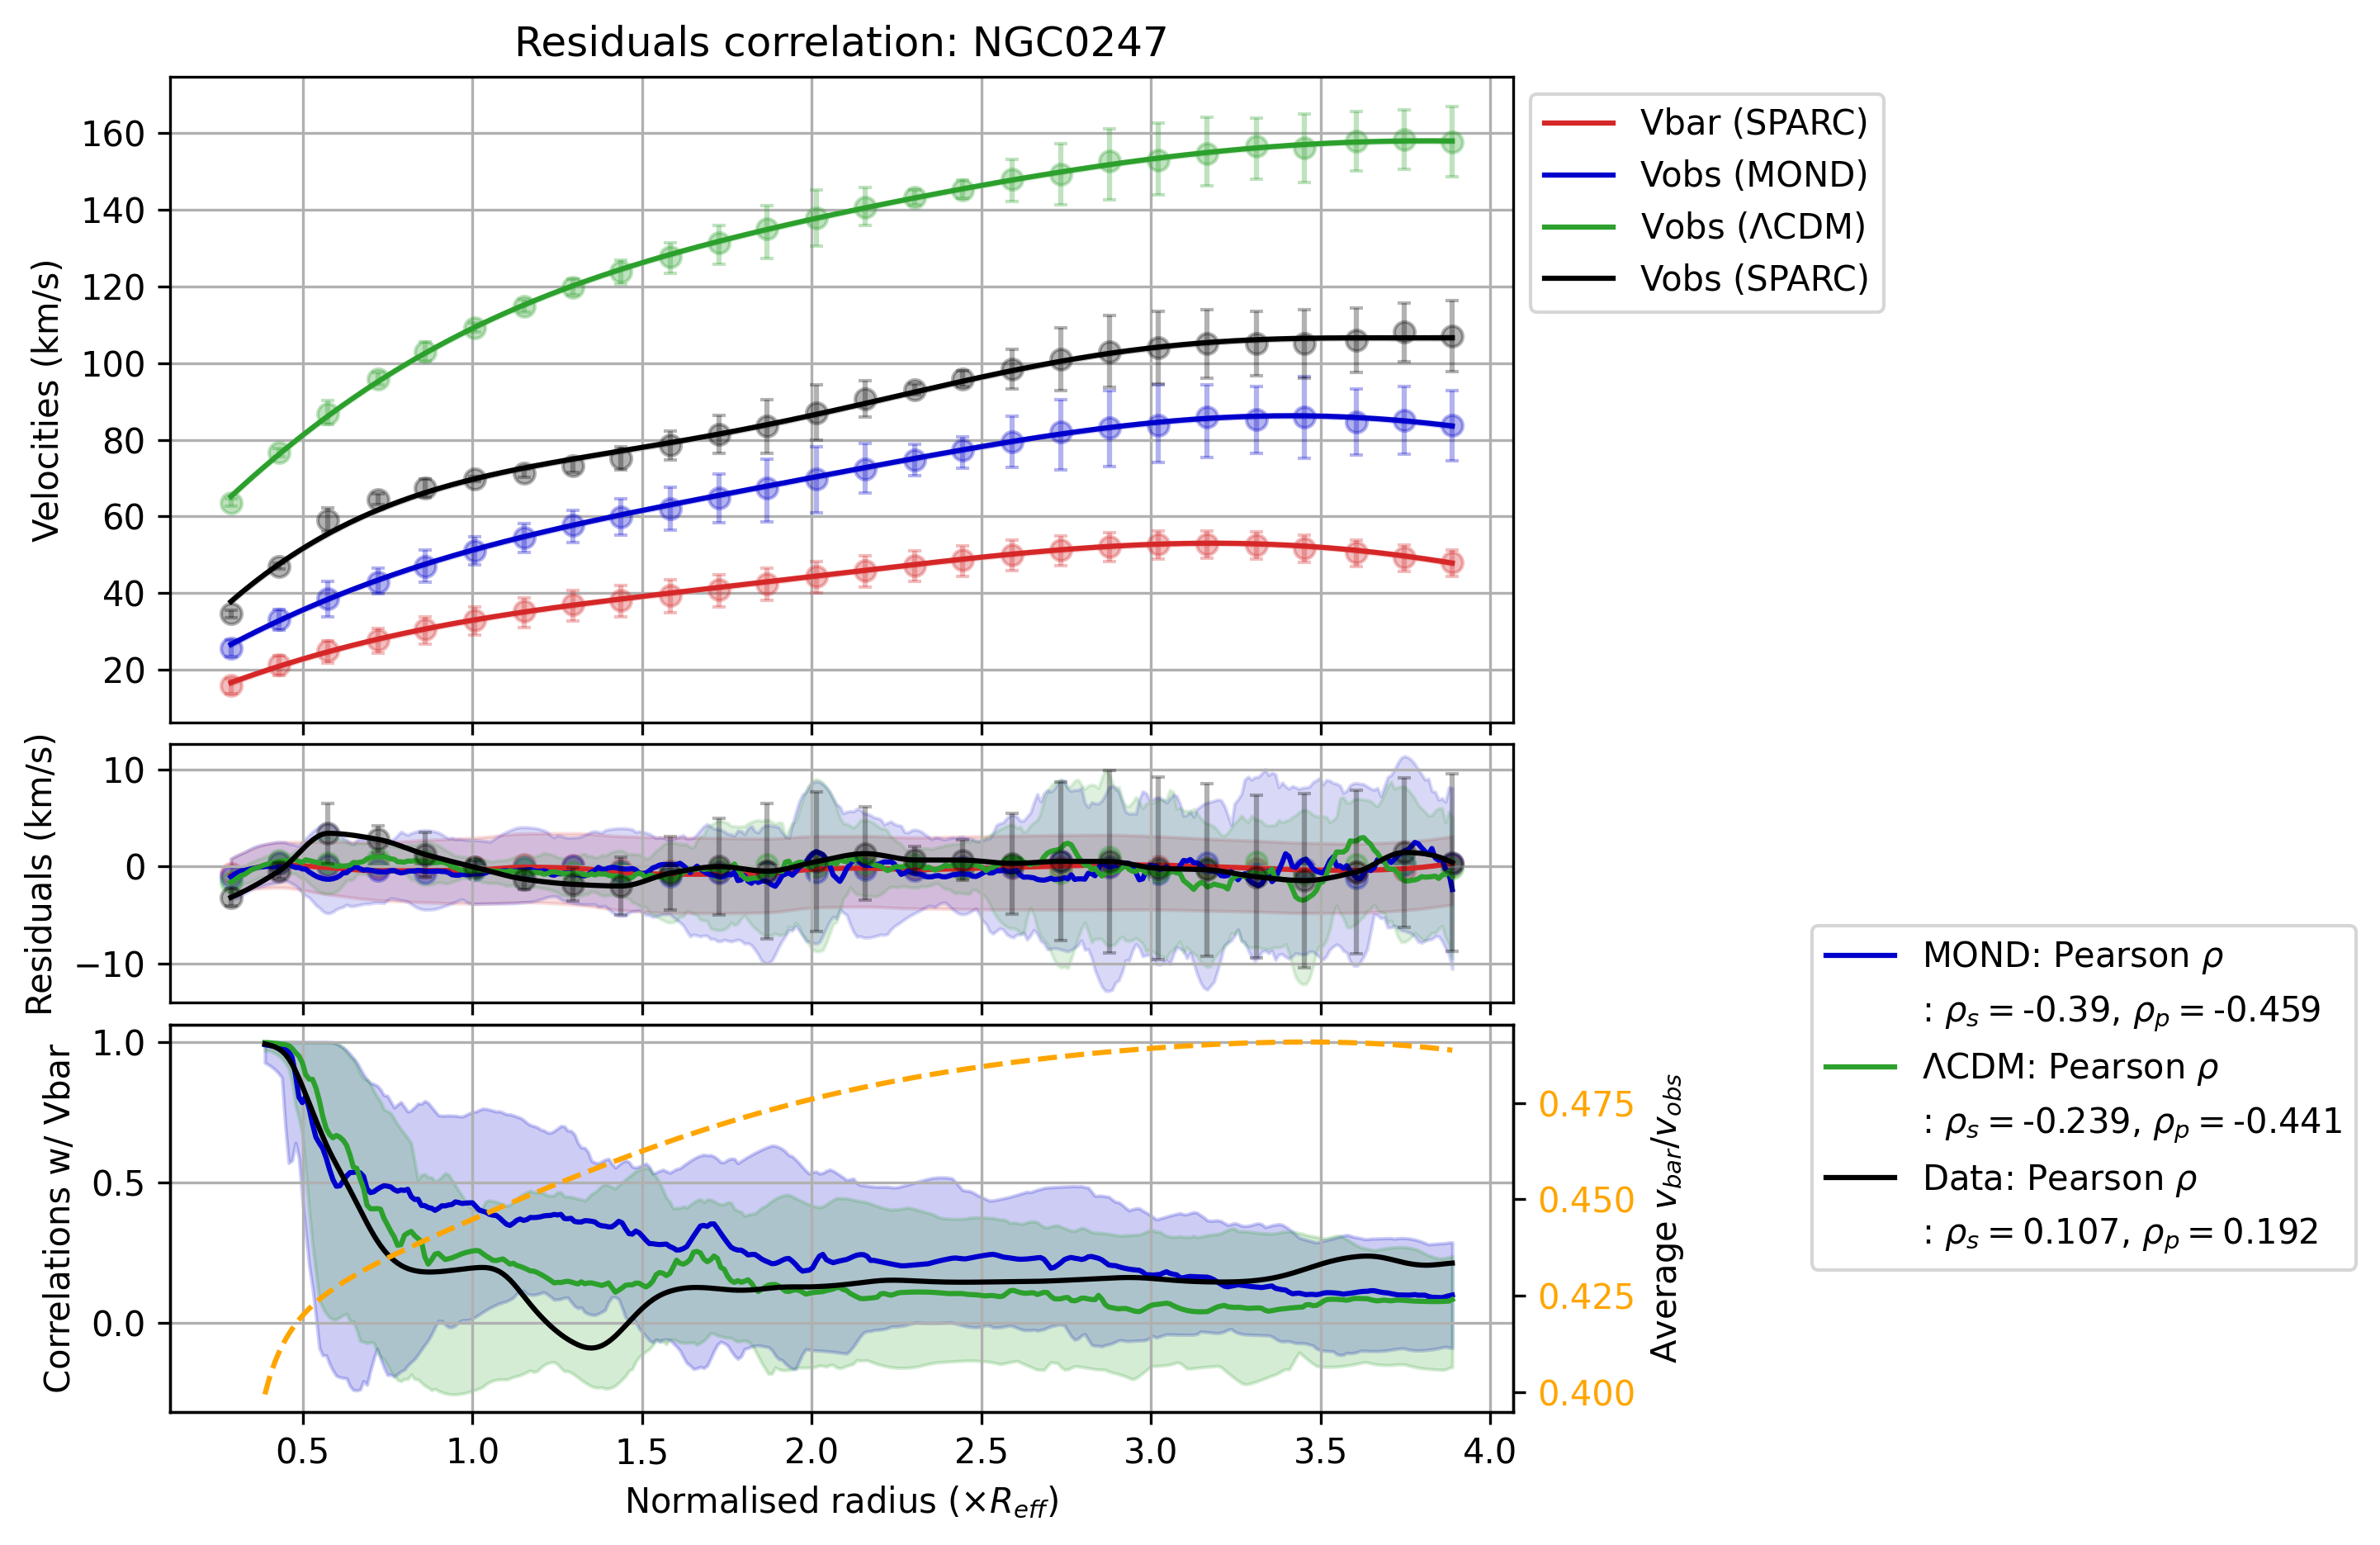 Residuals correlation: NGC0247
Velocities (km/s)
160
140
120
100
80
60
40
20
Vbar (SPARC)
Vobs (MOND)
Vobs (ΛCDM)
Vobs (SPARC)
Residuals (km/s)
10
0
−10
Correlations w/ Vbar
1.0
0.5
0.0
0.475
0.450
0.425
0.400
Average v_bar/v_obs
MOND: Pearson ρ
: ρ_s = -0.39, ρ_p = -0.459
ΛCDM: Pearson ρ
: ρ_s = -0.239, ρ_p = -0.441
Data: Pearson ρ
: ρ_s = 0.107, ρ_p = 0.192
0.5 1.0 1.5 2.0 2.5 3.0 3.5 4.0
Normalised radius (×R_eff)